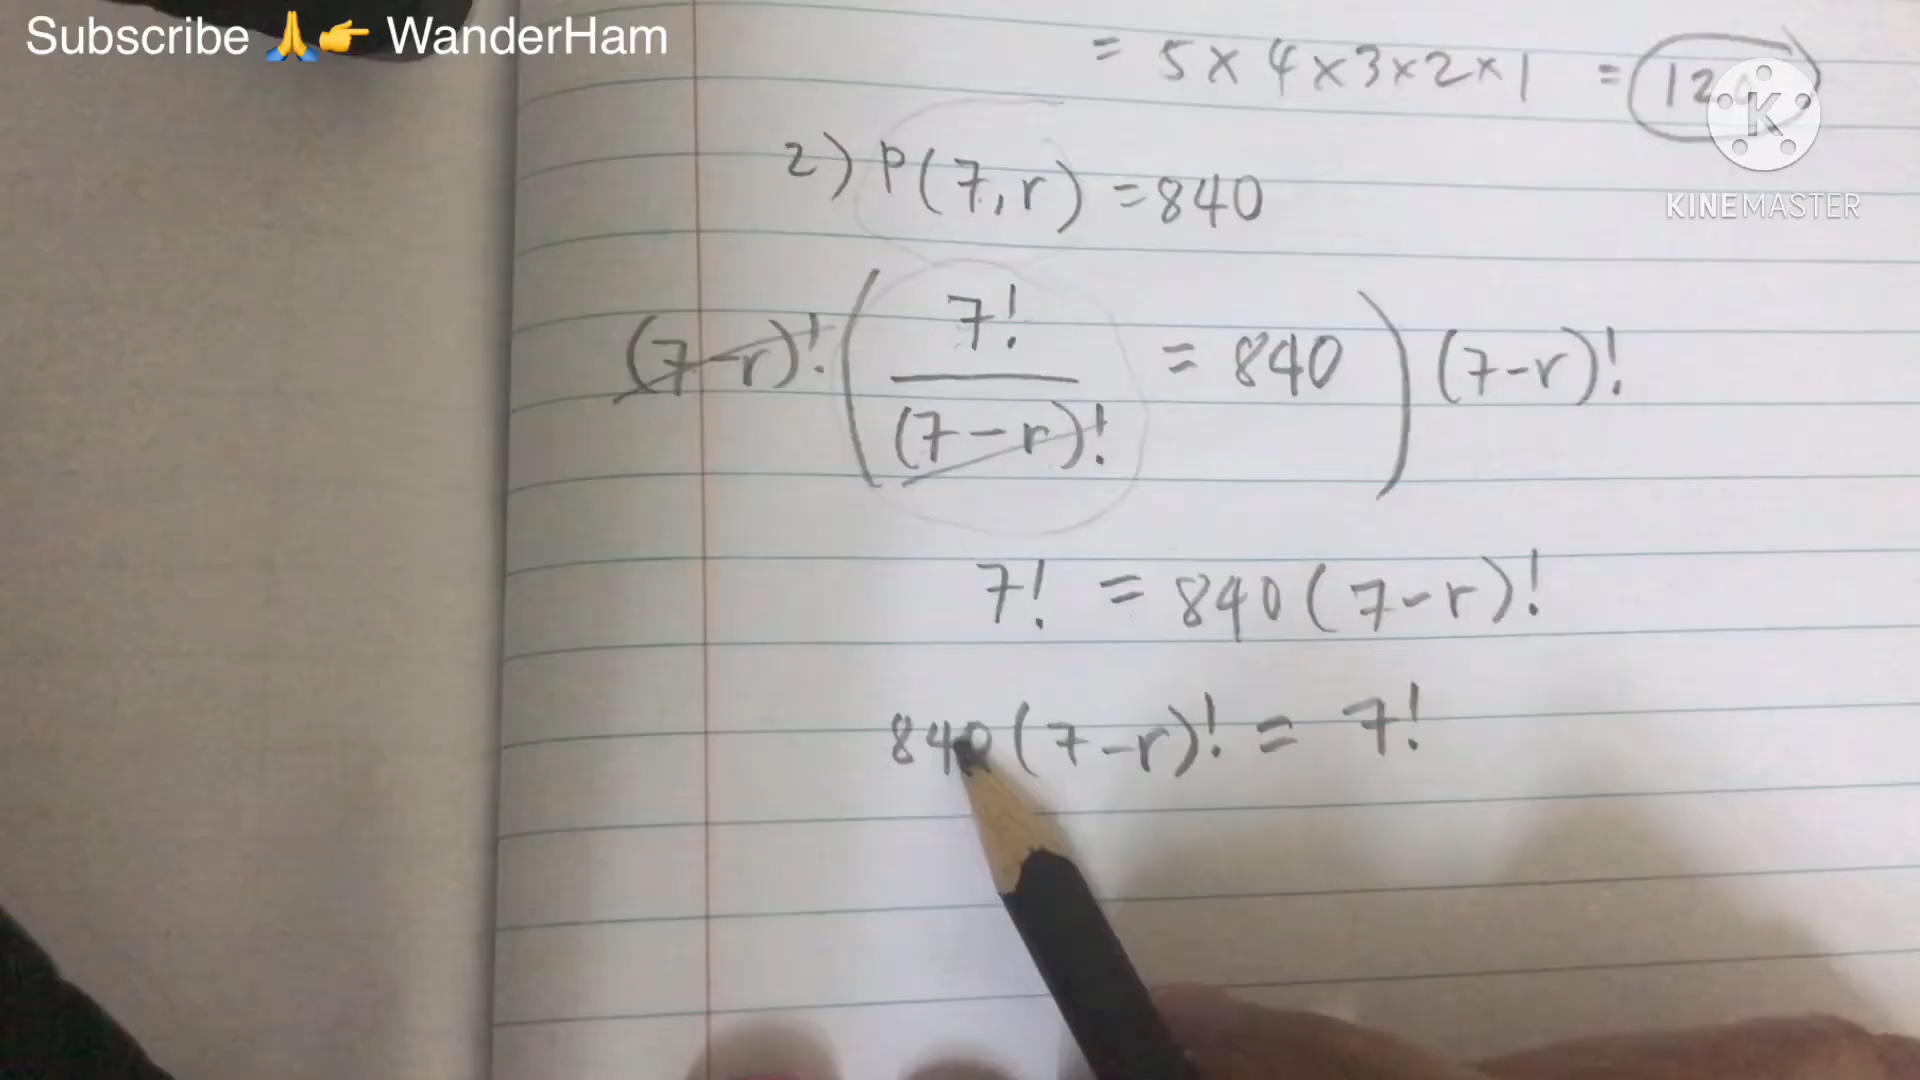 Subscribe 🙏👉 WanderHam
= 5 x 4 x 3 x 2 x 1 = 120
KINEMASTER
2) P(7,r) = 840
(7-r)! ( 7! / (7-r)! = 840 ) (7-r)!
7! = 840(7-r)!
840(7-r)! = 7!